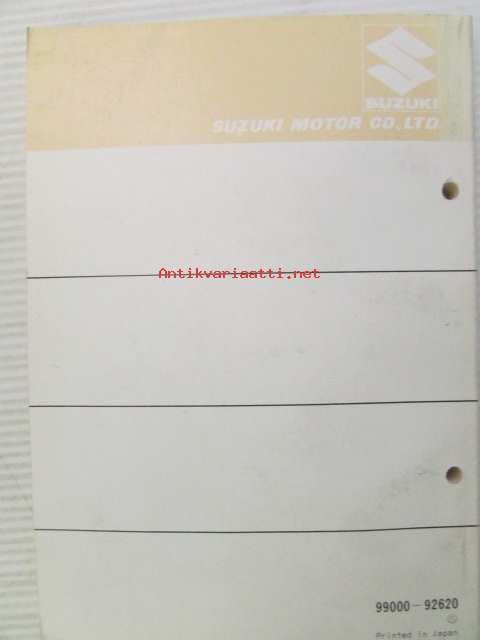 SUZUKI
SUZUKI MOTOR CO.,LTD.
Antikvariaatti.net
99000-92620
Printed in Japan